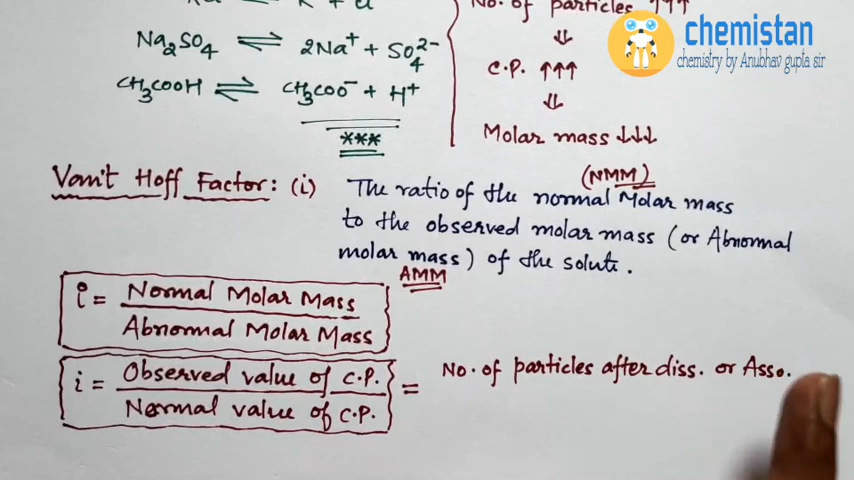 K + Cl
Na₂SO₄ ⇌ 2Na⁺ + SO₄²⁻
CH₃COOH ⇌ CH₃COO⁻ + H⁺
***
No. of particles ↑↑↑
⇓
C.P. ↑↑↑
⇓
Molar mass ↓↓↓
chemistan
chemistry by Anubhav gupta sir
Van't Hoff Factor: (i)
(NMM)
The ratio of the normal Molar mass
to the observed molar mass (or Abnormal
molar mass) of the solute.
AMM
i = Normal Molar Mass
Abnormal Molar Mass
i = Observed value of C.P.
Normal value of C.P.
= No. of particles after diss. or Asso.